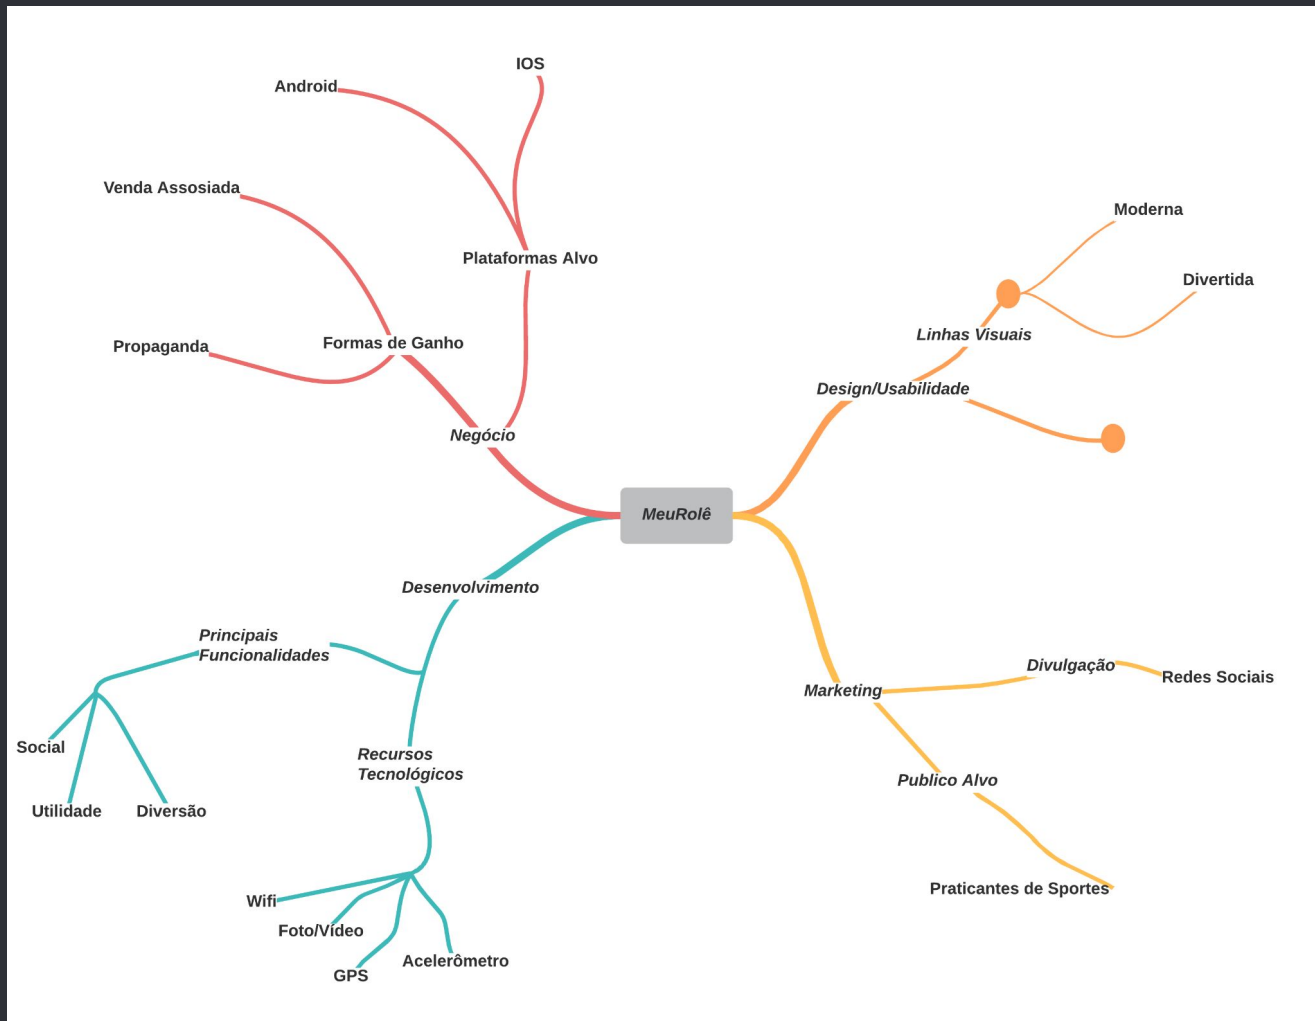 IOS
Android
Venda Assosiada
Plataformas Alvo
Formas de Ganho
Propaganda
Negócio
Moderna
Divertida
Linhas Visuais
Design/Usabilidade
MeuRolê
Desenvolvimento
Principais
Funcionalidades
Social
Utilidade
Diversão
Recursos
Tecnológicos
Wifi
Foto/Vídeo
GPS
Acelerômetro
Marketing
Divulgação
Redes Sociais
Publico Alvo
Praticantes de Sportes